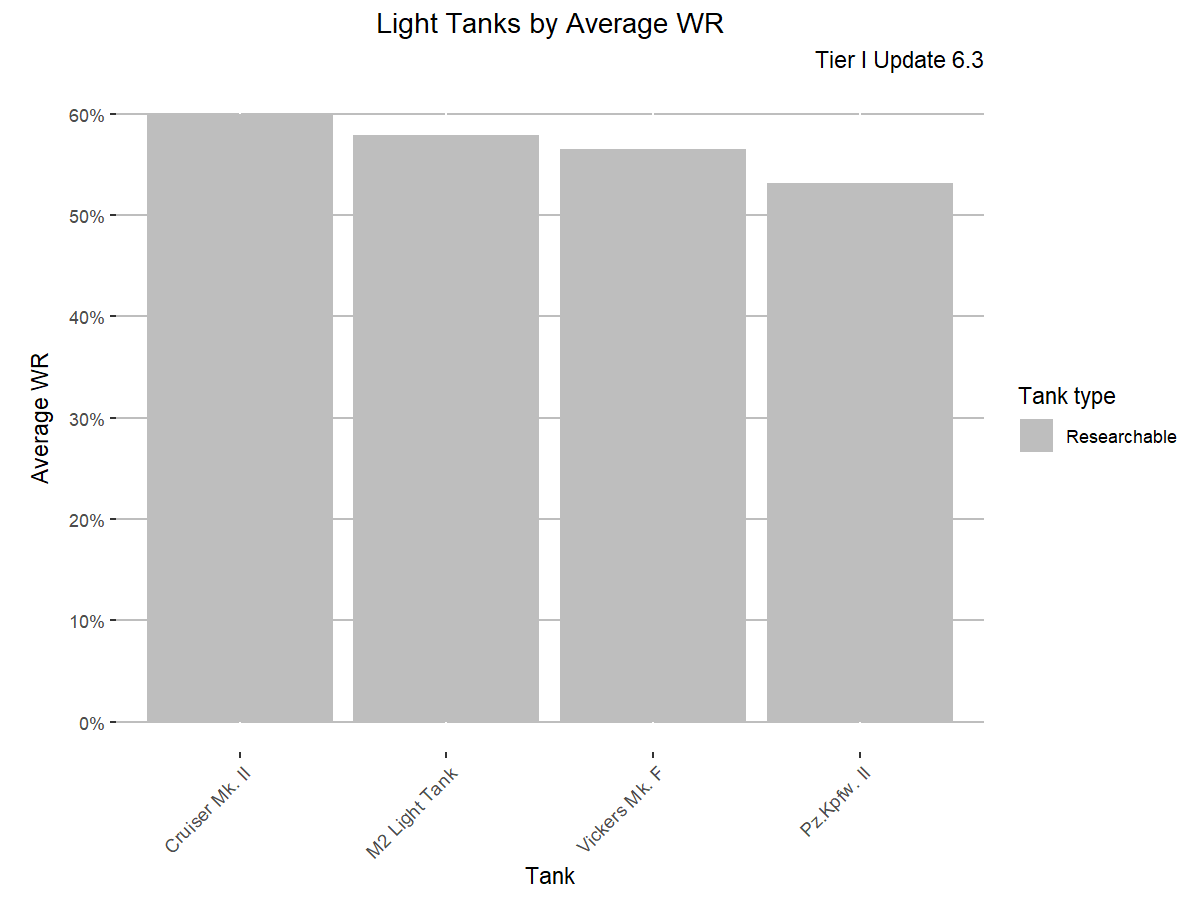 Light Tanks by Average WR
Tier I Update 6.3
60%
50%
40%
30%
20%
10%
0%
Average WR
Cruiser Mk. II
M2 Light Tank
Vickers Mk. F
Pz.Kpfw. II
Tank
Tank type
Researchable